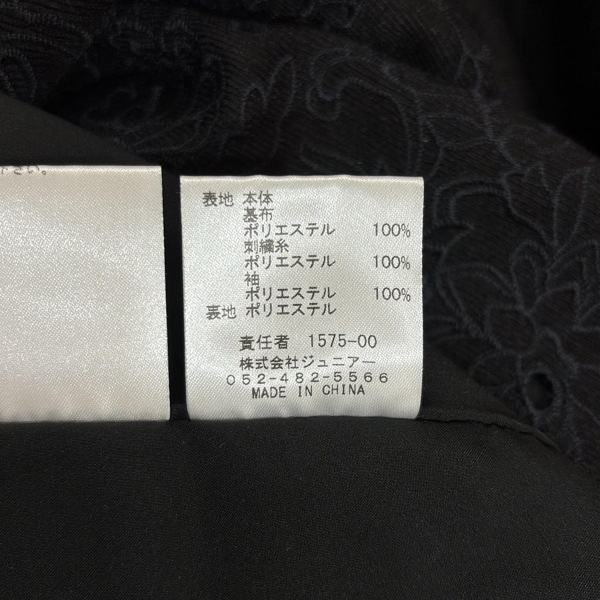 さい。
表地 本体
基布
ポリエステル 100%
刺繍糸
ポリエステル 100%
袖
ポリエステル 100%
裏地 ポリエステル
責任者 1575-00
株式会社ジュニアー
052-482-5566
MADE IN CHINA